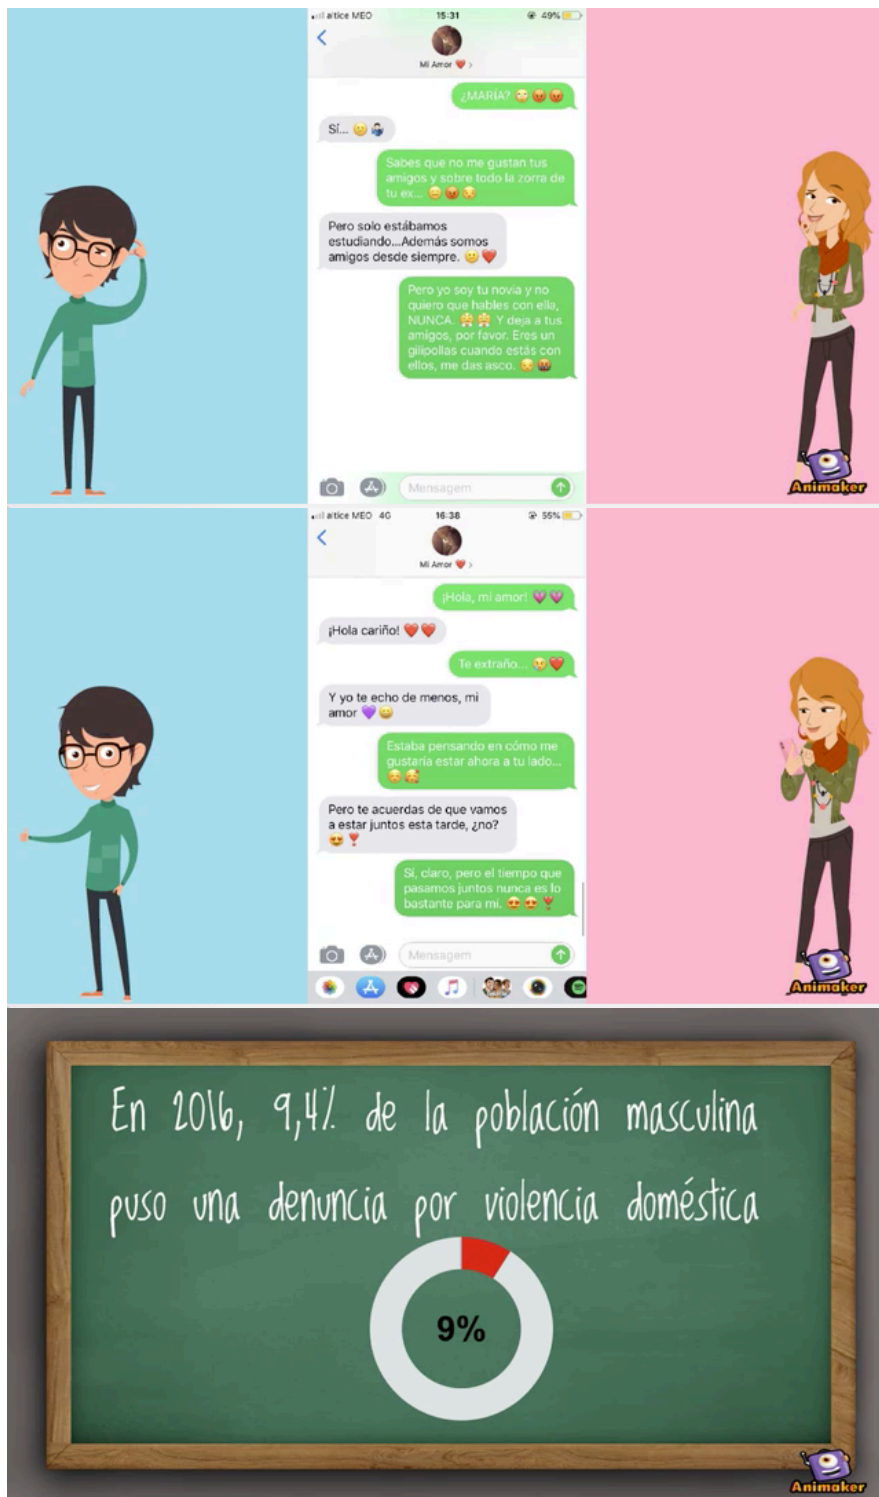 altice MEO 15:31 49%
Mi Amor ❤️ >
¿MARÍA? 🙄 😡 😡
Sí... 😕 🤷🏻‍♂️
Sabes que no me gustan tus
amigos y sobre todo la zorra de
tu ex... 😑 😡 😒
Pero solo estábamos
estudiando...Además somos
amigos desde siempre. 😕 ❤️
Pero yo soy tu novia y no
quiero que hables con ella,
NUNCA. 😤 😤 Y deja a tus
amigos, por favor. Eres un
gilipollas cuando estás con
ellos, me das asco. 😒 🤬
Mensagem
Animaker
altice MEO 4G 16:38 55%
Mi Amor ❤️ >
¡Hola, mi amor! 💗 💗
¡Hola cariño! ❤️ ❤️
Te extraño... 🥺 ❤️
Y yo te echo de menos, mi
amor 💜 😄
Estaba pensando en cómo me
gustaría estar ahora a tu lado...
☺️ 🥰
Pero te acuerdas de que vamos
a estar juntos esta tarde, ¿no?
😍 ❣️
Sí, claro, pero el tiempo que
pasamos juntos nunca es lo
bastante para mí. 😍 😍 ❣️
Mensagem
Animaker
En 2016, 9,4% de la población masculina
puso una denuncia por violencia doméstica
9%
Animaker